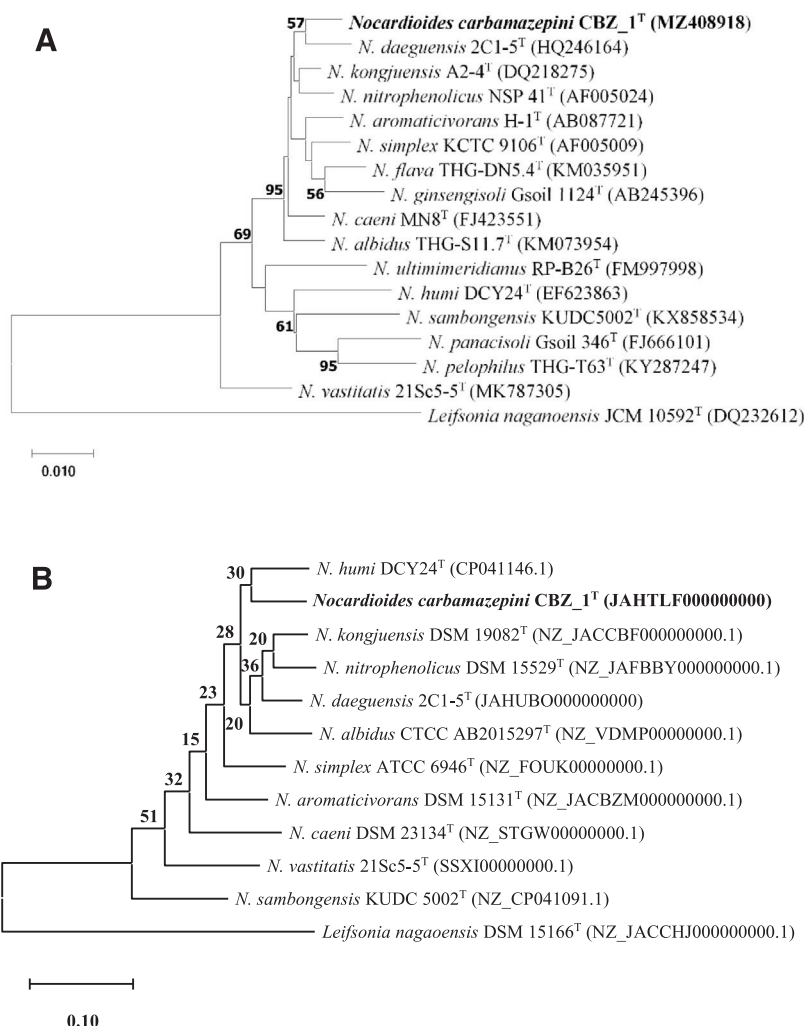 A
57
Nocardioides carbamazepini CBZ_1ᵀ (MZ408918)
N. daeguensis 2C1-5ᵀ (HQ246164)
N. kongjuensis A2-4ᵀ (DQ218275)
N. nitrophenolicus NSP 41ᵀ (AF005024)
N. aromaticivorans H-1ᵀ (AB087721)
N. simplex KCTC 9106ᵀ (AF005009)
N. flava THG-DN5.4ᵀ (KM035951)
95
56
N. ginsengisoli Gsoil 1124ᵀ (AB245396)
N. caeni MN8ᵀ (FJ423551)
69
N. albidus THG-S11.7ᵀ (KM073954)
N. ultimimeridianus RP-B26ᵀ (FM997998)
N. humi DCY24ᵀ (EF623863)
61
N. sambongensis KUDC5002ᵀ (KX858534)
N. panacisoli Gsoil 346ᵀ (FJ666101)
95
N. pelophilus THG-T63ᵀ (KY287247)
N. vastitatis 21Sc5-5ᵀ (MK787305)
Leifsonia naganoensis JCM 10592ᵀ (DQ232612)
0.010
B
30
N. humi DCY24ᵀ (CP041146.1)
Nocardioides carbamazepini CBZ_1ᵀ (JAHTLF000000000)
28
20
N. kongjuensis DSM 19082ᵀ (NZ_JACCBF000000000.1)
36
N. nitrophenolicus DSM 15529ᵀ (NZ_JAFBBY000000000.1)
23
N. daeguensis 2C1-5ᵀ (JAHUBO000000000)
20
N. albidus CTCC AB2015297ᵀ (NZ_VDMP00000000.1)
15
N. simplex ATCC 6946ᵀ (NZ_FOUK00000000.1)
32
N. aromaticivorans DSM 15131ᵀ (NZ_JACBZM000000000.1)
51
N. caeni DSM 23134ᵀ (NZ_STGW00000000.1)
N. vastitatis 21Sc5-5ᵀ (SSXI00000000.1)
N. sambongensis KUDC 5002ᵀ (NZ_CP041091.1)
Leifsonia nagaoensis DSM 15166ᵀ (NZ_JACCHJ000000000.1)
0.10